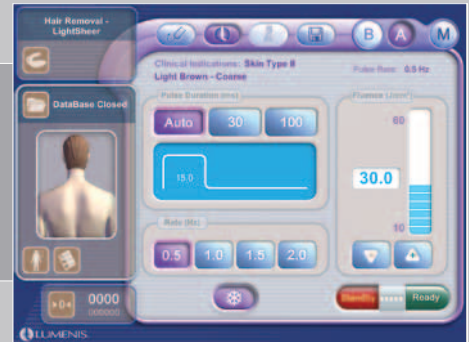 Hair Removal -
LightSheer
B
A
M
Clinical Indications: Skin Type II
Light Brown - Coarse
Pulse Rate: 0.5 Hz
DataBase Closed
Pulse Duration (ms)
Auto
30
100
15.0
Fluence (J/cm²)
60
30.0
10
Rate (Hz)
0.5
1.0
1.5
2.0
>0<
0000
000000
Standby
Ready
LUMENIS